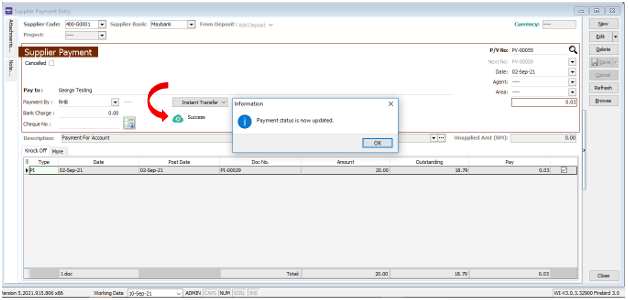 Supplier Payment Entry
Supplier Code: 400-G0001 Supplier Bank: Maybank From Deposit: Add Deposit Currency: ----
Project: ----
Attachments...
Note...
Supplier Payment
Cancelled
P/V No: PV-00055
Next No: PV-00059
Date: 02-Sep-21
Agent: ----
Area: ----
0.03
Pay to: George Testing
Payment By: RHB Instant Transfer
Bank Charge: 0.00 Success
Cheque No:
Information
Payment status is now updated.
OK
Description: Payment For Account Unapplied Amt (RM): 0.00
Knock Off More
Type Date Post Date Doc No. Amount Outstanding Pay
PI 02-Sep-21 02-Sep-21 PI-00029 20.00 18.79 0.03
1 doc Total: 20.00 18.79 0.03
New
Edit
Delete
Save
Cancel
Refresh
Browse
Close
Version 5.2021.915.805 x86 Working Date 10-Sep-21 ADMIN CAPS NUM SCRL INS WI-V3.0.3.32900 Firebird 3.0